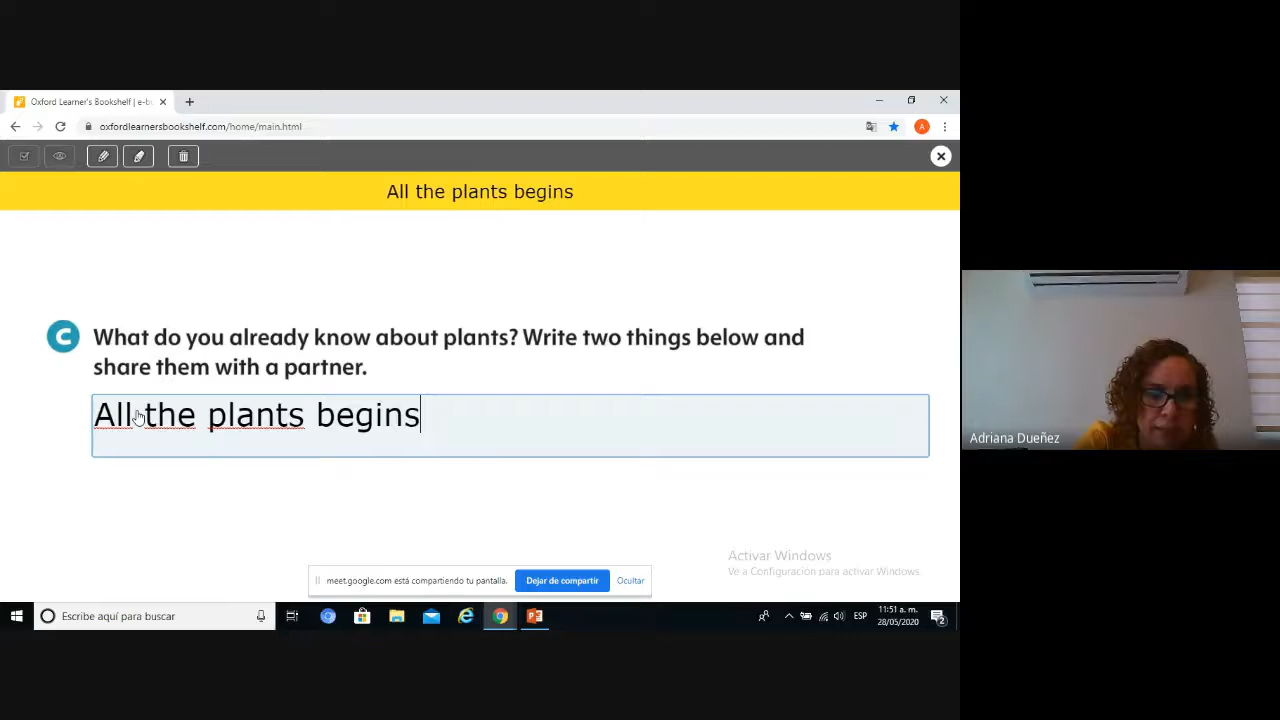 Oxford Learner's Bookshelf | e-b
oxfordlearnersbookshelf.com/home/main.html
A
All the plants begins
C What do you already know about plants? Write two things below and
share them with a partner.
All the plants begins
Adriana Dueñez
Activar Windows
Ve a Configuración para activar Windows.
meet.google.com está compartiendo tu pantalla. Dejar de compartir Ocultar
Escribe aquí para buscar
ESP
11:51 a. m.
28/05/2020
2